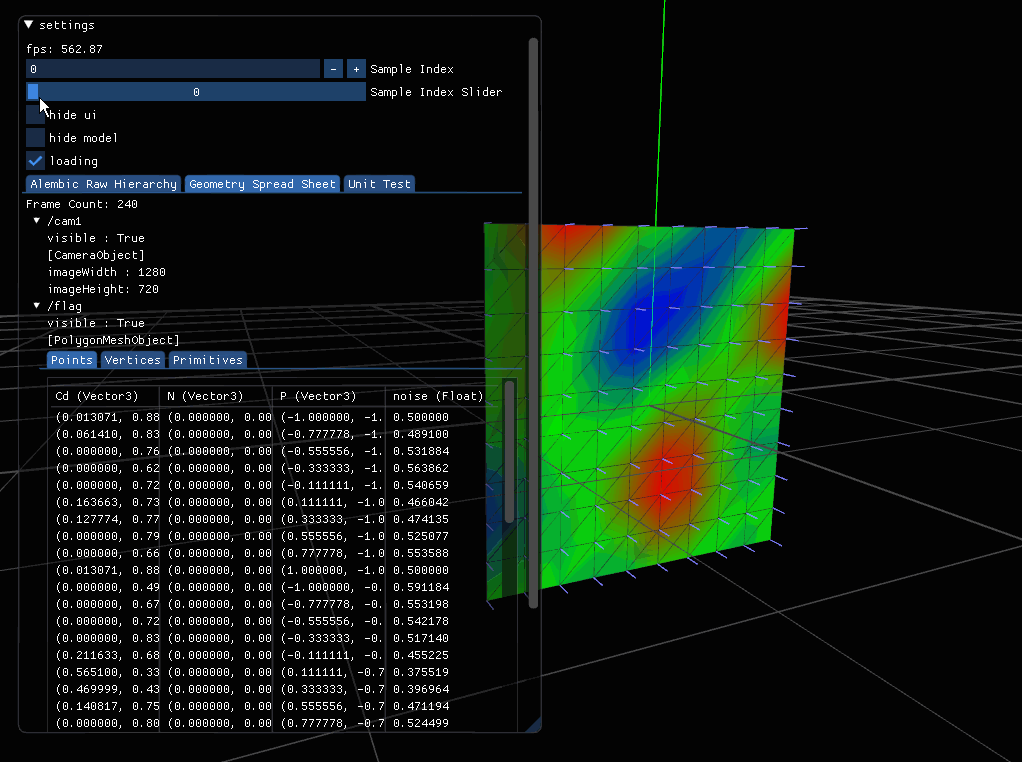 settings
fps: 562.87
0 - + Sample Index
0 Sample Index Slider
hide ui
hide model
loading
Alembic Raw Hierarchy Geometry Spread Sheet Unit Test
Frame Count: 240
/cam1
visible : True
[CameraObject]
imageWidth : 1280
imageHeight: 720
/flag
visible : True
[PolygonMeshObject]
Points Vertices Primitives
Cd (Vector3) N (Vector3) P (Vector3) noise (Float)
(0.013071, 0.88 (0.000000, 0.00 (-1.000000, -1. 0.500000
(0.061410, 0.83 (0.000000, 0.00 (-0.777778, -1. 0.489100
(0.000000, 0.76 (0.000000, 0.00 (-0.555556, -1. 0.531884
(0.000000, 0.62 (0.000000, 0.00 (-0.333333, -1. 0.563862
(0.000000, 0.72 (0.000000, 0.00 (-0.111111, -1. 0.540659
(0.163663, 0.73 (0.000000, 0.00 (0.111111, -1.0 0.466042
(0.127774, 0.77 (0.000000, 0.00 (0.333333, -1.0 0.474135
(0.000000, 0.79 (0.000000, 0.00 (0.555556, -1.0 0.525077
(0.000000, 0.66 (0.000000, 0.00 (0.777778, -1.0 0.553588
(0.013071, 0.88 (0.000000, 0.00 (1.000000, -1.0 0.500000
(0.000000, 0.49 (0.000000, 0.00 (-1.000000, -0. 0.591184
(0.000000, 0.67 (0.000000, 0.00 (-0.777778, -0. 0.553198
(0.000000, 0.72 (0.000000, 0.00 (-0.555556, -0. 0.542178
(0.000000, 0.83 (0.000000, 0.00 (-0.333333, -0. 0.517140
(0.211633, 0.68 (0.000000, 0.00 (-0.111111, -0. 0.455225
(0.565100, 0.33 (0.000000, 0.00 (0.111111, -0.7 0.375519
(0.469999, 0.43 (0.000000, 0.00 (0.333333, -0.7 0.396964
(0.140817, 0.75 (0.000000, 0.00 (0.555556, -0.7 0.471194
(0.000000, 0.80 (0.000000, 0.00 (0.777778, -0.7 0.524499